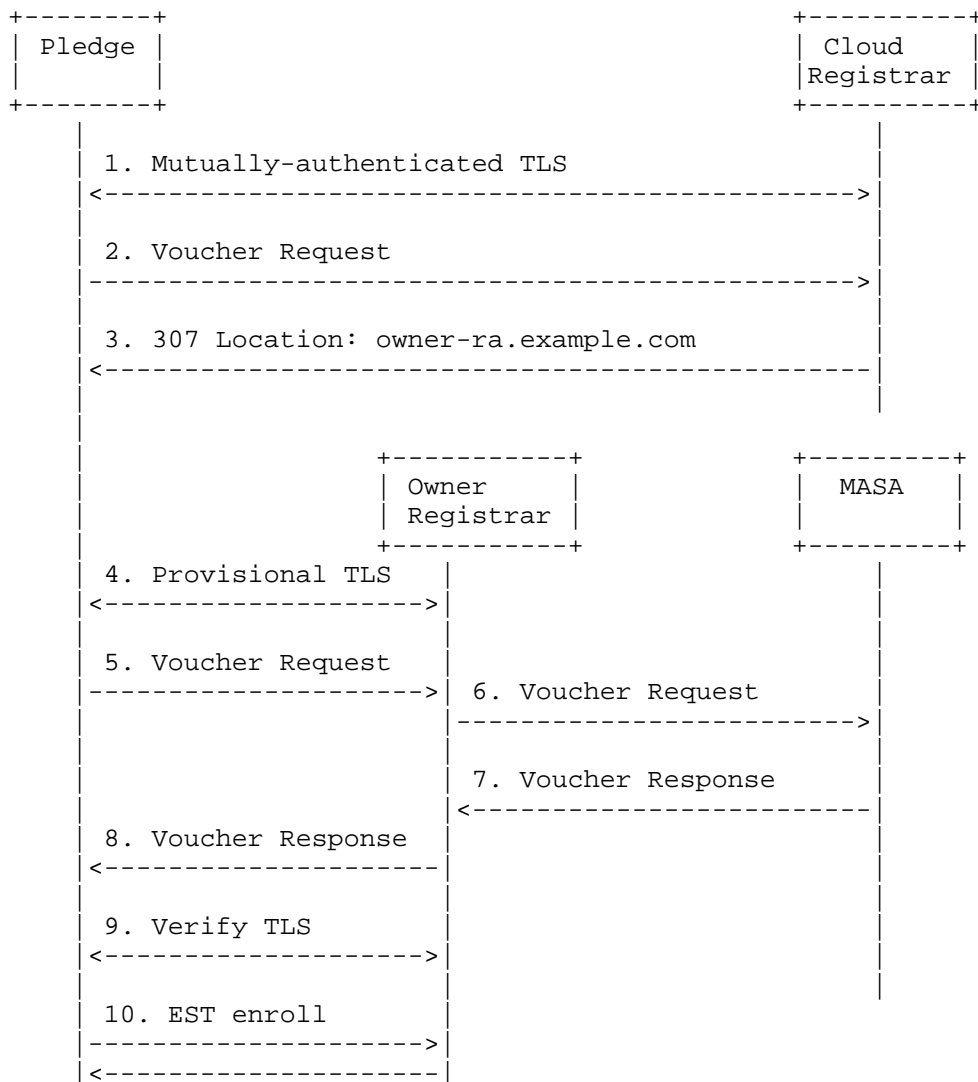 Pledge
Cloud
Registrar
1. Mutually-authenticated TLS
2. Voucher Request
3. 307 Location: owner-ra.example.com
Owner
Registrar
MASA
4. Provisional TLS
5. Voucher Request
6. Voucher Request
7. Voucher Response
8. Voucher Response
9. Verify TLS
10. EST enroll